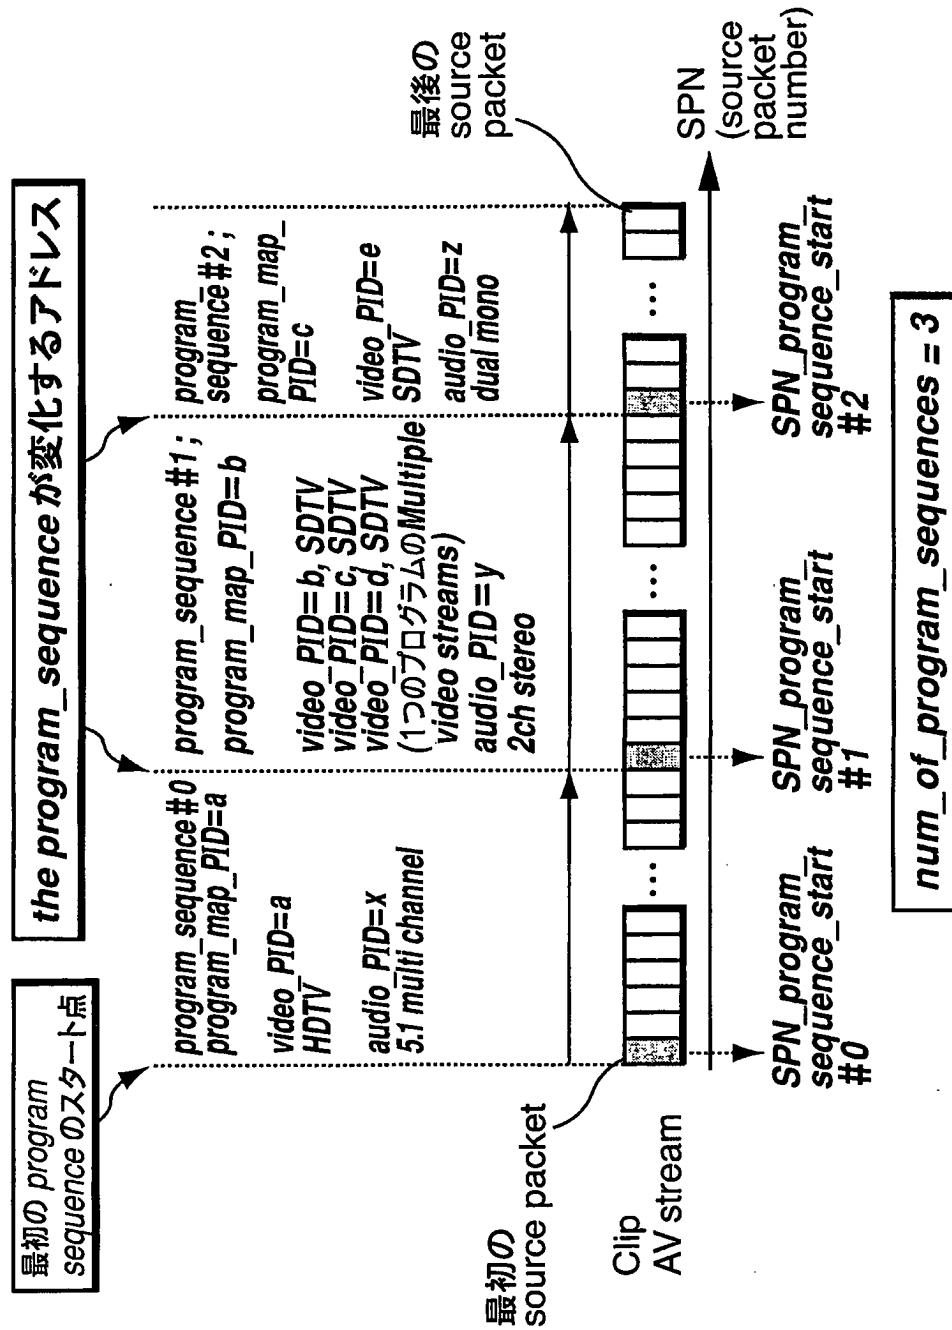 最初の program
sequence のスタート点
the program_sequence が変化するアドレス
program_sequence#0
program_map_PID=a
video_PID=a
HDTV
audio_PID=x
5.1 multi channel
program_sequence#1;
program_map_PID=b
video_PID=b, SDTV
video_PID=c, SDTV
video_PID=d, SDTV
(1つのプログラムのMultiple
video streams)
audio_PID=y
2ch stereo
program_
sequence#2;
program_map_
PID=c
video_PID=e
SDTV
audio_PID=z
dual mono
最初の
source packet
最後の
source
packet
Clip
AV stream
...
...
...
SPN
(source
packet
number)
SPN_program_
sequence_start
#0
SPN_program_
sequence_start
#1
SPN_program_
sequence_start
#2
num_of_program_sequences = 3